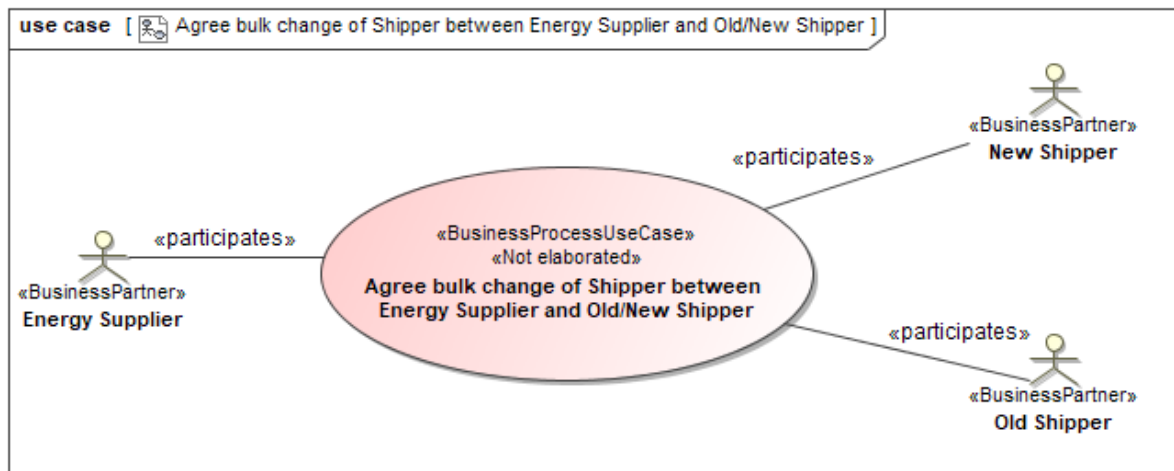 use case [ Agree bulk change of Shipper between Energy Supplier and Old/New Shipper ]
«BusinessPartner»
New Shipper
«participates»
«participates»
«BusinessPartner»
Energy Supplier
«BusinessProcessUseCase»
«Not elaborated»
Agree bulk change of Shipper between
Energy Supplier and Old/New Shipper
«participates»
«BusinessPartner»
Old Shipper